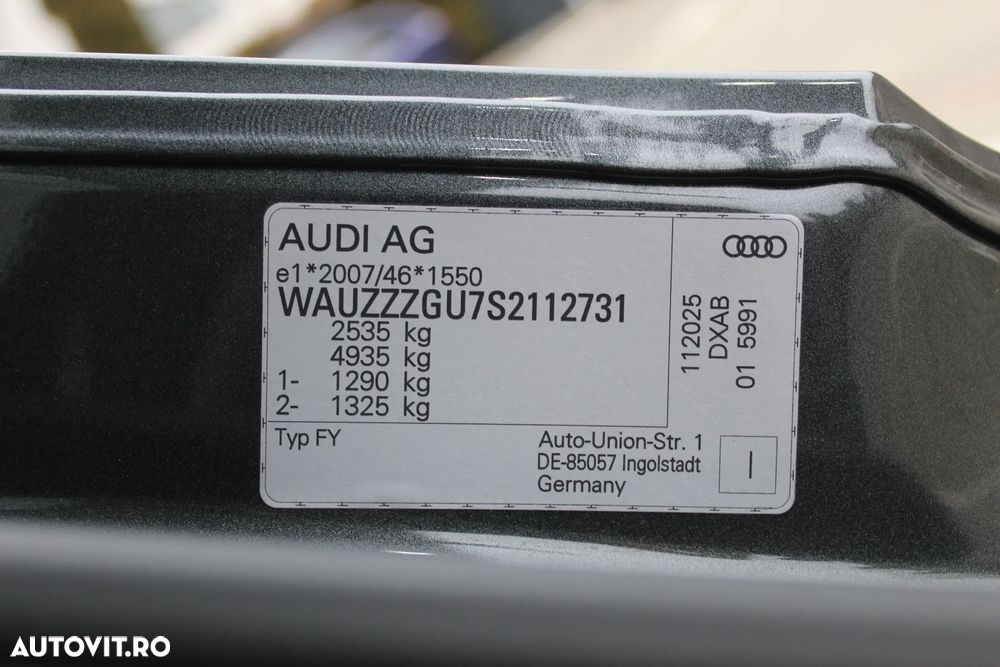 AUDI AG
e1*2007/46*1550
WAUZZZGU7S2112731
2535 kg
4935 kg
1- 1290 kg
2- 1325 kg
112025
DXAB
01 5991
Typ FY
Auto-Union-Str. 1
DE-85057 Ingolstadt
Germany
I
AUTOVIT.RO